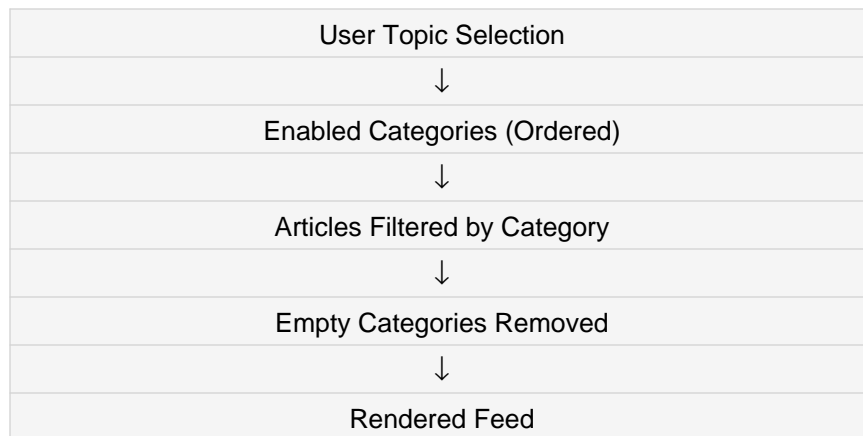 User Topic Selection
↓
Enabled Categories (Ordered)
↓
Articles Filtered by Category
↓
Empty Categories Removed
↓
Rendered Feed